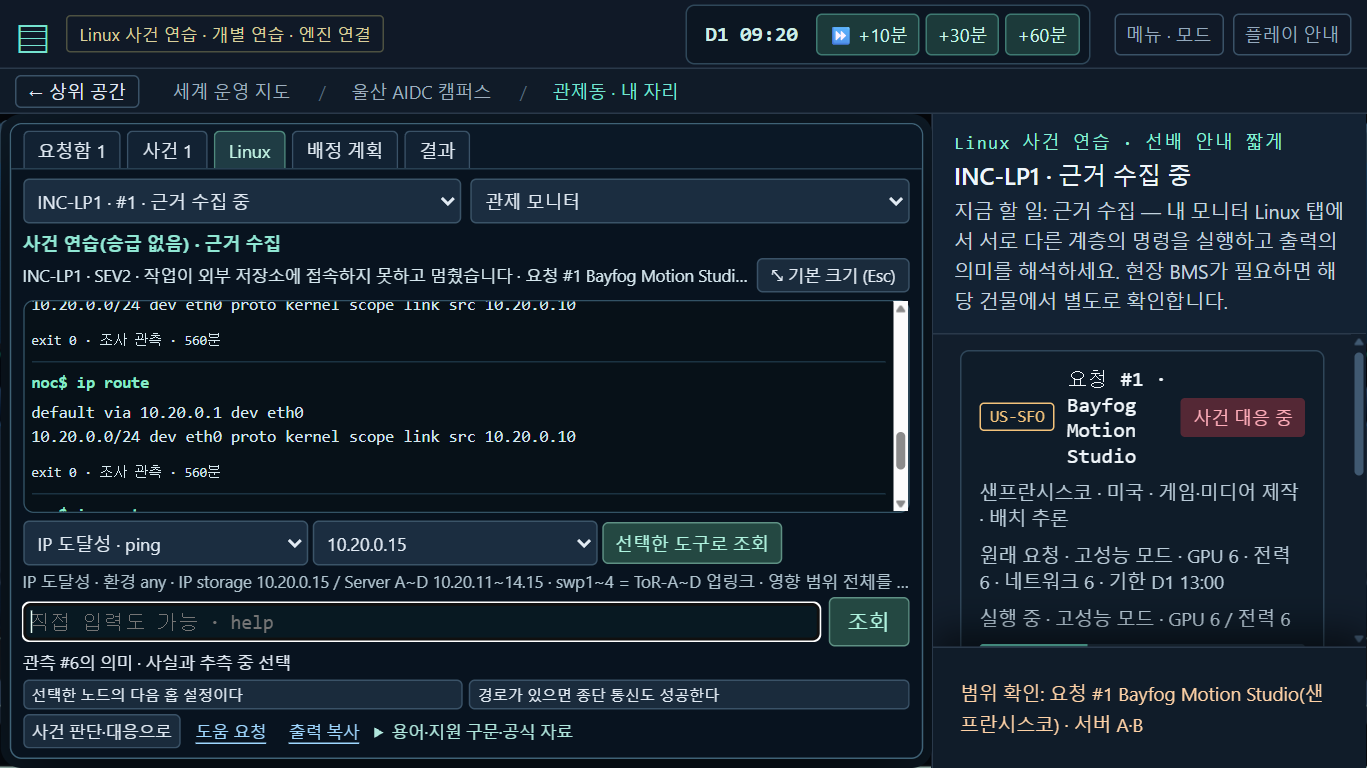 Linux 사건 연습 · 개별 연습 · 엔진 연결
D1 09:20
⏩ +10분
+30분
+60분
메뉴 · 모드
플레이 안내
← 상위 공간
세계 운영 지도 / 울산 AIDC 캠퍼스 / 관제동 · 내 자리
요청함 1
사건 1
Linux
배정 계획
결과
INC-LP1 · #1 · 근거 수집 중
관제 모니터
사건 연습(승급 없음) · 근거 수집
INC-LP1 · SEV2 · 작업이 외부 저장소에 접속하지 못하고 멈췄습니다 · 요청 #1 Bayfog Motion Studi...
⤡ 기본 크기 (Esc)
10.20.0.0/24 dev eth0 proto kernel scope link src 10.20.0.10
exit 0 · 조사 관측 · 560분
noc$ ip route
default via 10.20.0.1 dev eth0
10.20.0.0/24 dev eth0 proto kernel scope link src 10.20.0.10
exit 0 · 조사 관측 · 560분
IP 도달성 · ping
10.20.0.15
선택한 도구로 조회
IP 도달성 · 환경 any · IP storage 10.20.0.15 / Server A~D 10.20.11~14.15 · swp1~4 = ToR-A~D 업링크 · 영향 범위 전체를 ...
직접 입력도 가능 · help
조회
관측 #6의 의미 · 사실과 추측 중 선택
선택한 노드의 다음 홉 설정이다
경로가 있으면 종단 통신도 성공한다
사건 판단·대응으로
도움 요청
출력 복사
▶ 용어·지원 구문·공식 자료
Linux 사건 연습 · 선배 안내 짧게
INC-LP1 · 근거 수집 중
지금 할 일: 근거 수집 — 내 모니터 Linux 탭에
서 서로 다른 계층의 명령을 실행하고 출력의
의미를 해석하세요. 현장 BMS가 필요하면 해
당 건물에서 별도로 확인합니다.
US-SFO
요청 #1 ·
Bayfog
Motion
Studio
사건 대응 중
샌프란시스코 · 미국 · 게임·미디어 제작
· 배치 추론
원래 요청 · 고성능 모드 · GPU 6 · 전력
6 · 네트워크 6 · 기한 D1 13:00
실행 중 · 고성능 모드 · GPU 6 / 전력 6
범위 확인: 요청 #1 Bayfog Motion Studio(샌
프란시스코) · 서버 A·B